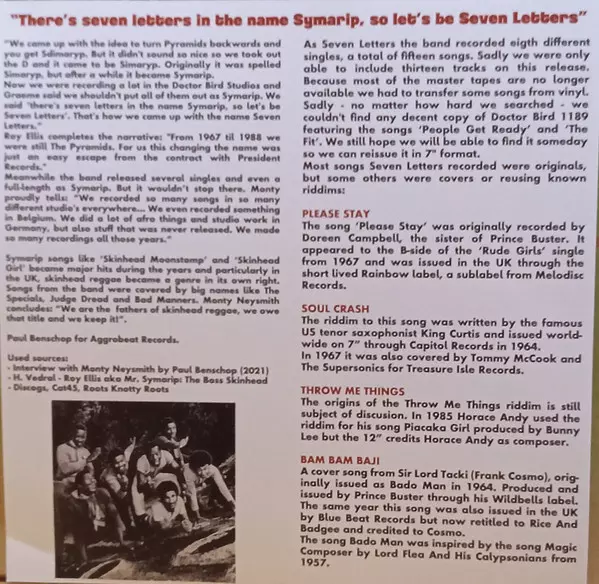 "There's seven letters in the name Symarip, so let's be Seven Letters"
"We came up with the idea to turn Pyramids backwards and
you get Sdimaryp. But it didn't sound so nice so we took out
the D and it came to be Simaryp. Originally it was spelled
Simaryp, but after a while it became Symarip.
Now we were recording a lot in the Doctor Bird Studios and
Graeme said we shouldn't put all of them out as Symarip. We
said 'there's seven letters in the name Symarip, so let's be
Seven Letters'. That's how we came up with the name Seven
Letters."
Roy Ellis completes the narrative: "From 1967 til 1988 we
were still The Pyramids. For us this changing the name was
just an easy escape from the contract with President
Records."
Meanwhile the band released several singles and even a
full-length as Symarip. But it wouldn't stop there. Monty
proudly tells: "We recorded so many songs in so many
different studio's everywhere... We even recorded something
in Belgium. We did a lot of afro things and studio work in
Germany, but also stuff that was never released. We made
so many recordings all those years."
Symarip songs like 'Skinhead Moonstomp' and 'Skinhead
Girl' became major hits during the years and particularly in
the UK, skinhead reggae became a genre in its own right.
Songs from the band were covered by big names like The
Specials, Judge Dread and Bad Manners. Monty Neysmith
concludes: "We are the fathers of skinhead reggae, we owe
that title and we keep it!".
Paul Benschop for Aggrobeat Records.
Used sources:
- Interview with Monty Neysmith by Paul Benschop (2021)
- H. Vedral - Roy Ellis aka Mr. Symarip: The Boss Skinhead
- Discogs, Cat45, Roots Knotty Roots
As Seven Letters the band recorded eigth different
singles, a total of fifteen songs. Sadly we were only
able to include thirteen tracks on this release.
Because most of the master tapes are no longer
available we had to transfer some songs from vinyl.
Sadly - no matter how hard we searched - we
couldn't find any decent copy of Doctor Bird 1189
featuring the songs 'People Get Ready' and 'The
Fit'. We still hope we will be able to find it someday
so we can reissue it in 7" format.
Most songs Seven Letters recorded were originals,
but some others were covers or reusing known
riddims:
PLEASE STAY
The song 'Please Stay' was originally recorded by
Doreen Campbell, the sister of Prince Buster. It
appeared to the B-side of the 'Rude Girls' single
from 1967 and was issued in the UK through the
short lived Rainbow label, a sublabel from Melodisc
Records.
SOUL CRASH
The riddim to this song was written by the famous
US tenor saxophonist King Curtis and issued world-
wide on 7" through Capitol Records in 1964.
In 1967 it was also covered by Tommy McCook and
The Supersonics for Treasure Isle Records.
THROW ME THINGS
The origins of the Throw Me Things riddim is still
subject of discusion. In 1985 Horace Andy used the
riddim for his song Piacaka Girl produced by Bunny
Lee but the 12" credits Horace Andy as composer.
BAM BAM BAJI
A cover song from Sir Lord Tacki (Frank Cosmo), orig-
inally issued as Bado Man in 1964. Produced and
issued by Prince Buster through his Wildbells label.
The same year this song was also issued in the UK
by Blue Beat Records but now retitled to Rice And
Badgee and credited to Cosmo.
The song Bado Man was inspired by the song Magic
Composer by Lord Flea And His Calypsonians from
1957.